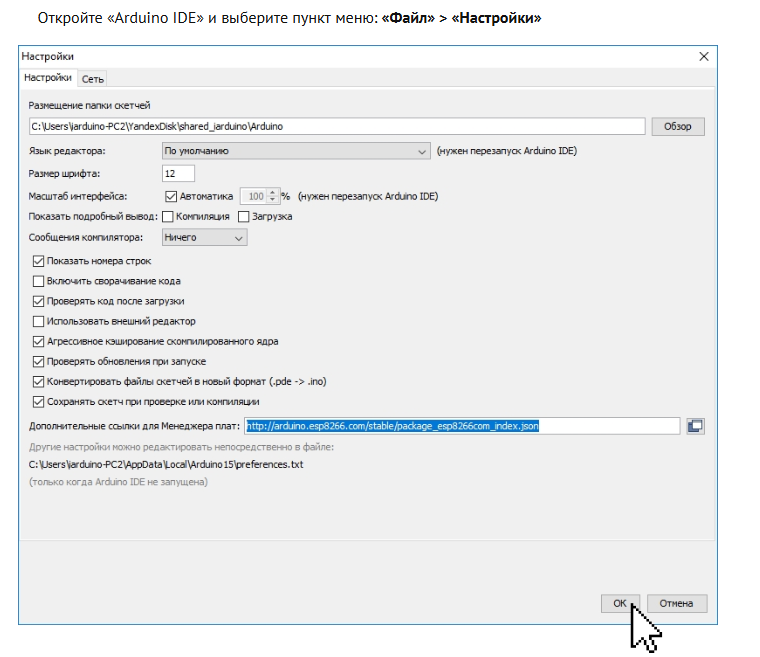 Откройте «Arduino IDE» и выберите пункт меню: «Файл» > «Настройки»
Настройки
Настройки Сеть
Размещение папки скетчей
C:\Users\iarduino-PC2\YandexDisk\shared_iarduino\Arduino Обзор
Язык редактора: По умолчанию (нужен перезапуск Arduino IDE)
Размер шрифта: 12
Масштаб интерфейса: Автоматика 100 % (нужен перезапуск Arduino IDE)
Показать подробный вывод: Компиляция Загрузка
Сообщения компилятора: Ничего
Показать номера строк
Включить сворачивание кода
Проверять код после загрузки
Использовать внешний редактор
Агрессивное кэширование скомпилированного ядра
Проверять обновления при запуске
Конвертировать файлы скетчей в новый формат (.pde -> .ino)
Сохранять скетч при проверке или компиляции
Дополнительные ссылки для Менеджера плат: http://arduino.esp8266.com/stable/package_esp8266com_index.json
Другие настройки можно редактировать непосредственно в файле:
C:\Users\iarduino-PC2\AppData\Local\Arduino15\preferences.txt
(только когда Arduino IDE не запущена)
OK Отмена